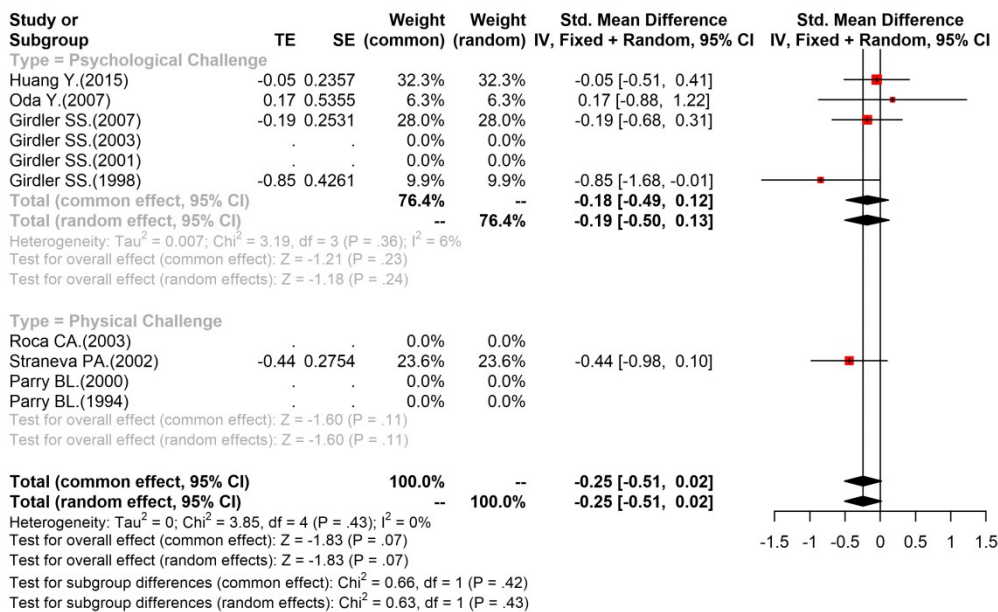 Study or Weight Weight Std. Mean Difference Std. Mean Difference
Subgroup TE SE (common) (random) IV, Fixed + Random, 95% CI IV, Fixed + Random, 95% CI
Type = Psychological Challenge
Huang Y.(2015) -0.05 0.2357 32.3% 32.3% -0.05 [-0.51, 0.41]
Oda Y.(2007) 0.17 0.5355 6.3% 6.3% 0.17 [-0.88, 1.22]
Girdler SS.(2007) -0.19 0.2531 28.0% 28.0% -0.19 [-0.68, 0.31]
Girdler SS.(2003) . . 0.0% 0.0%
Girdler SS.(2001) . . 0.0% 0.0%
Girdler SS.(1998) -0.85 0.4261 9.9% 9.9% -0.85 [-1.68, -0.01]
Total (common effect, 95% CI) 76.4% -- -0.18 [-0.49, 0.12]
Total (random effect, 95% CI) -- 76.4% -0.19 [-0.50, 0.13]
Heterogeneity: Tau² = 0.007; Chi² = 3.19, df = 3 (P = .36); I² = 6%
Test for overall effect (common effect): Z = -1.21 (P = .23)
Test for overall effect (random effects): Z = -1.18 (P = .24)
Type = Physical Challenge
Roca CA.(2003) . . 0.0% 0.0%
Straneva PA.(2002) -0.44 0.2754 23.6% 23.6% -0.44 [-0.98, 0.10]
Parry BL.(2000) . . 0.0% 0.0%
Parry BL.(1994) . . 0.0% 0.0%
Test for overall effect (common effect): Z = -1.60 (P = .11)
Test for overall effect (random effects): Z = -1.60 (P = .11)
Total (common effect, 95% CI) 100.0% -- -0.25 [-0.51, 0.02]
Total (random effect, 95% CI) -- 100.0% -0.25 [-0.51, 0.02]
Heterogeneity: Tau² = 0; Chi² = 3.85, df = 4 (P = .43); I² = 0%
Test for overall effect (common effect): Z = -1.83 (P = .07)
Test for overall effect (random effects): Z = -1.83 (P = .07)
Test for subgroup differences (common effect): Chi² = 0.66, df = 1 (P = .42)
Test for subgroup differences (random effects): Chi² = 0.63, df = 1 (P = .43)
-1.5 -1 -0.5 0 0.5 1 1.5